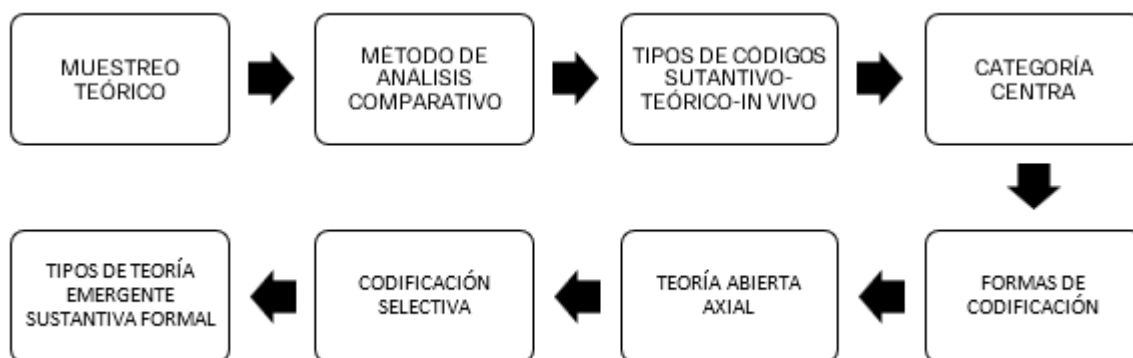 MUESTREO
TEÓRICO
MÉTODO DE
ANÁLISIS
COMPARATIVO
TIPOS DE CÓDIGOS
SUTANTIVO-
TEÓRICO-IN VIVO
CATEGORÍA
CENTRA
FORMAS DE
CODIFICACIÓN
TEORÍA ABIERTA
AXIAL
CODIFICACIÓN
SELECTIVA
TIPOS DE TEORÍA
EMERGENTE
SUSTANTIVA FORMAL